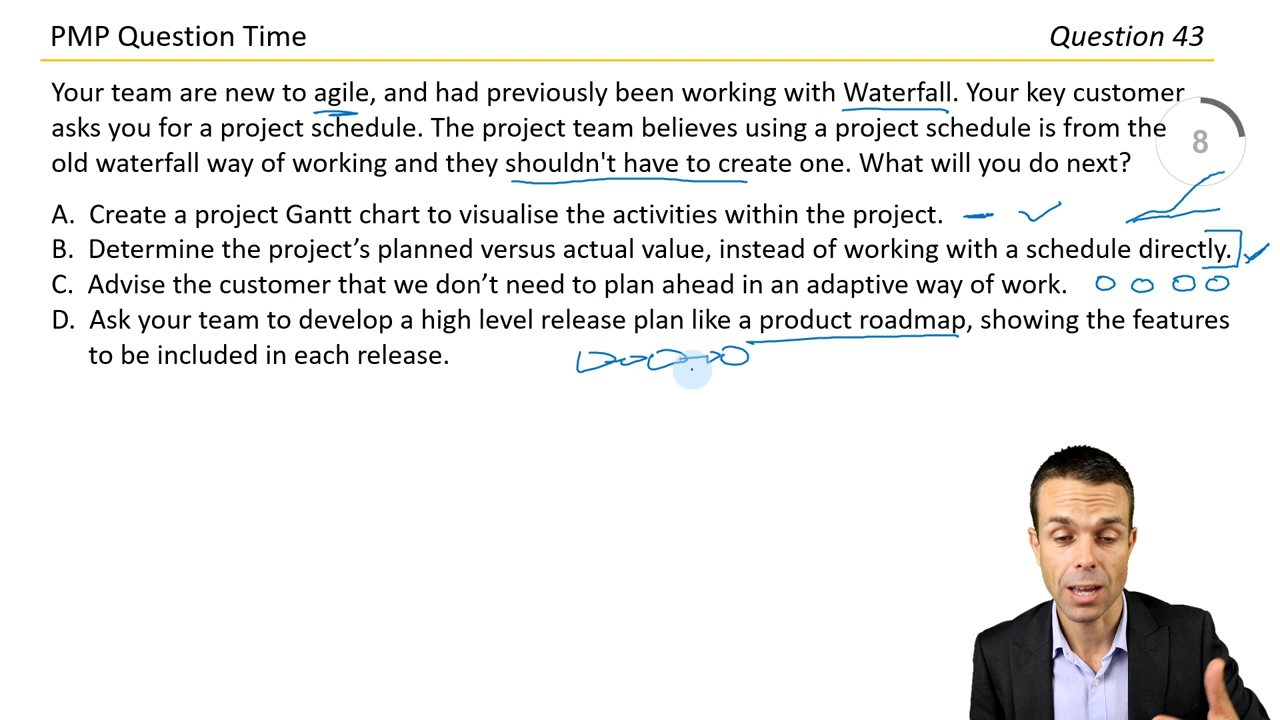 PMP Question Time
Question 43
Your team are new to agile, and had previously been working with Waterfall. Your key customer
asks you for a project schedule. The project team believes using a project schedule is from the
old waterfall way of working and they shouldn't have to create one. What will you do next?
8
A. Create a project Gantt chart to visualise the activities within the project.
B. Determine the project’s planned versus actual value, instead of working with a schedule directly.
C. Advise the customer that we don’t need to plan ahead in an adaptive way of work.
D. Ask your team to develop a high level release plan like a product roadmap, showing the features
to be included in each release.